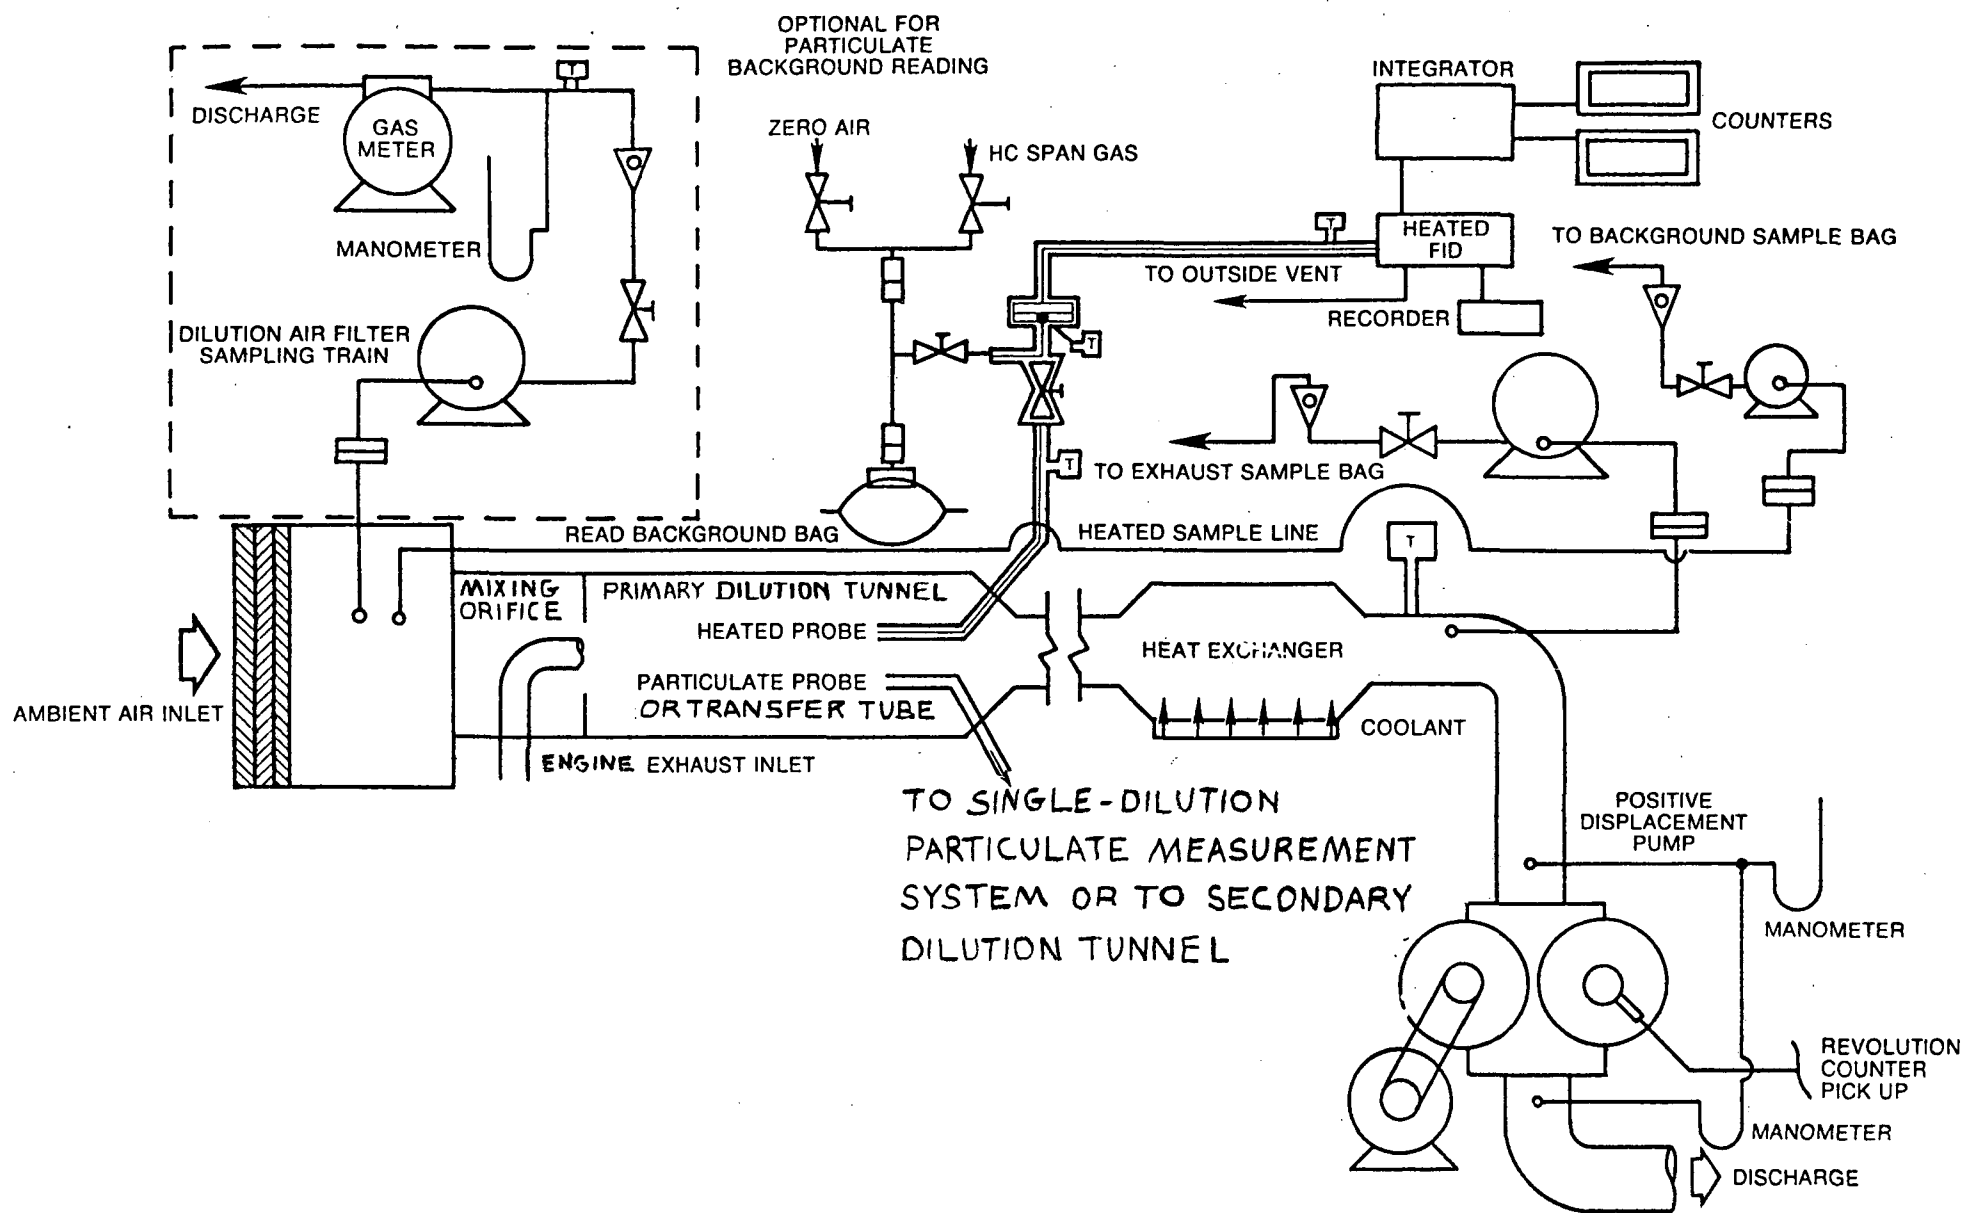 OPTIONAL FOR
PARTICULATE
BACKGROUND READING
T
DISCHARGE
GAS
METER
MANOMETER
DILUTION AIR FILTER
SAMPLING TRAIN
ZERO AIR
HC SPAN GAS
INTEGRATOR
COUNTERS
T
HEATED
FID
TO OUTSIDE VENT
RECORDER
TO BACKGROUND SAMPLE BAG
T
T
TO EXHAUST SAMPLE BAG
READ BACKGROUND BAG
HEATED SAMPLE LINE
T
MIXING
ORIFICE
PRIMARY DILUTION TUNNEL
HEATED PROBE
HEAT EXCHANGER
PARTICULATE PROBE
OR TRANSFER TUBE
AMBIENT AIR INLET
COOLANT
ENGINE EXHAUST INLET
TO SINGLE-DILUTION
PARTICULATE MEASUREMENT
SYSTEM OR TO SECONDARY
DILUTION TUNNEL
POSITIVE
DISPLACEMENT
PUMP
MANOMETER
REVOLUTION
COUNTER
PICK UP
MANOMETER
DISCHARGE